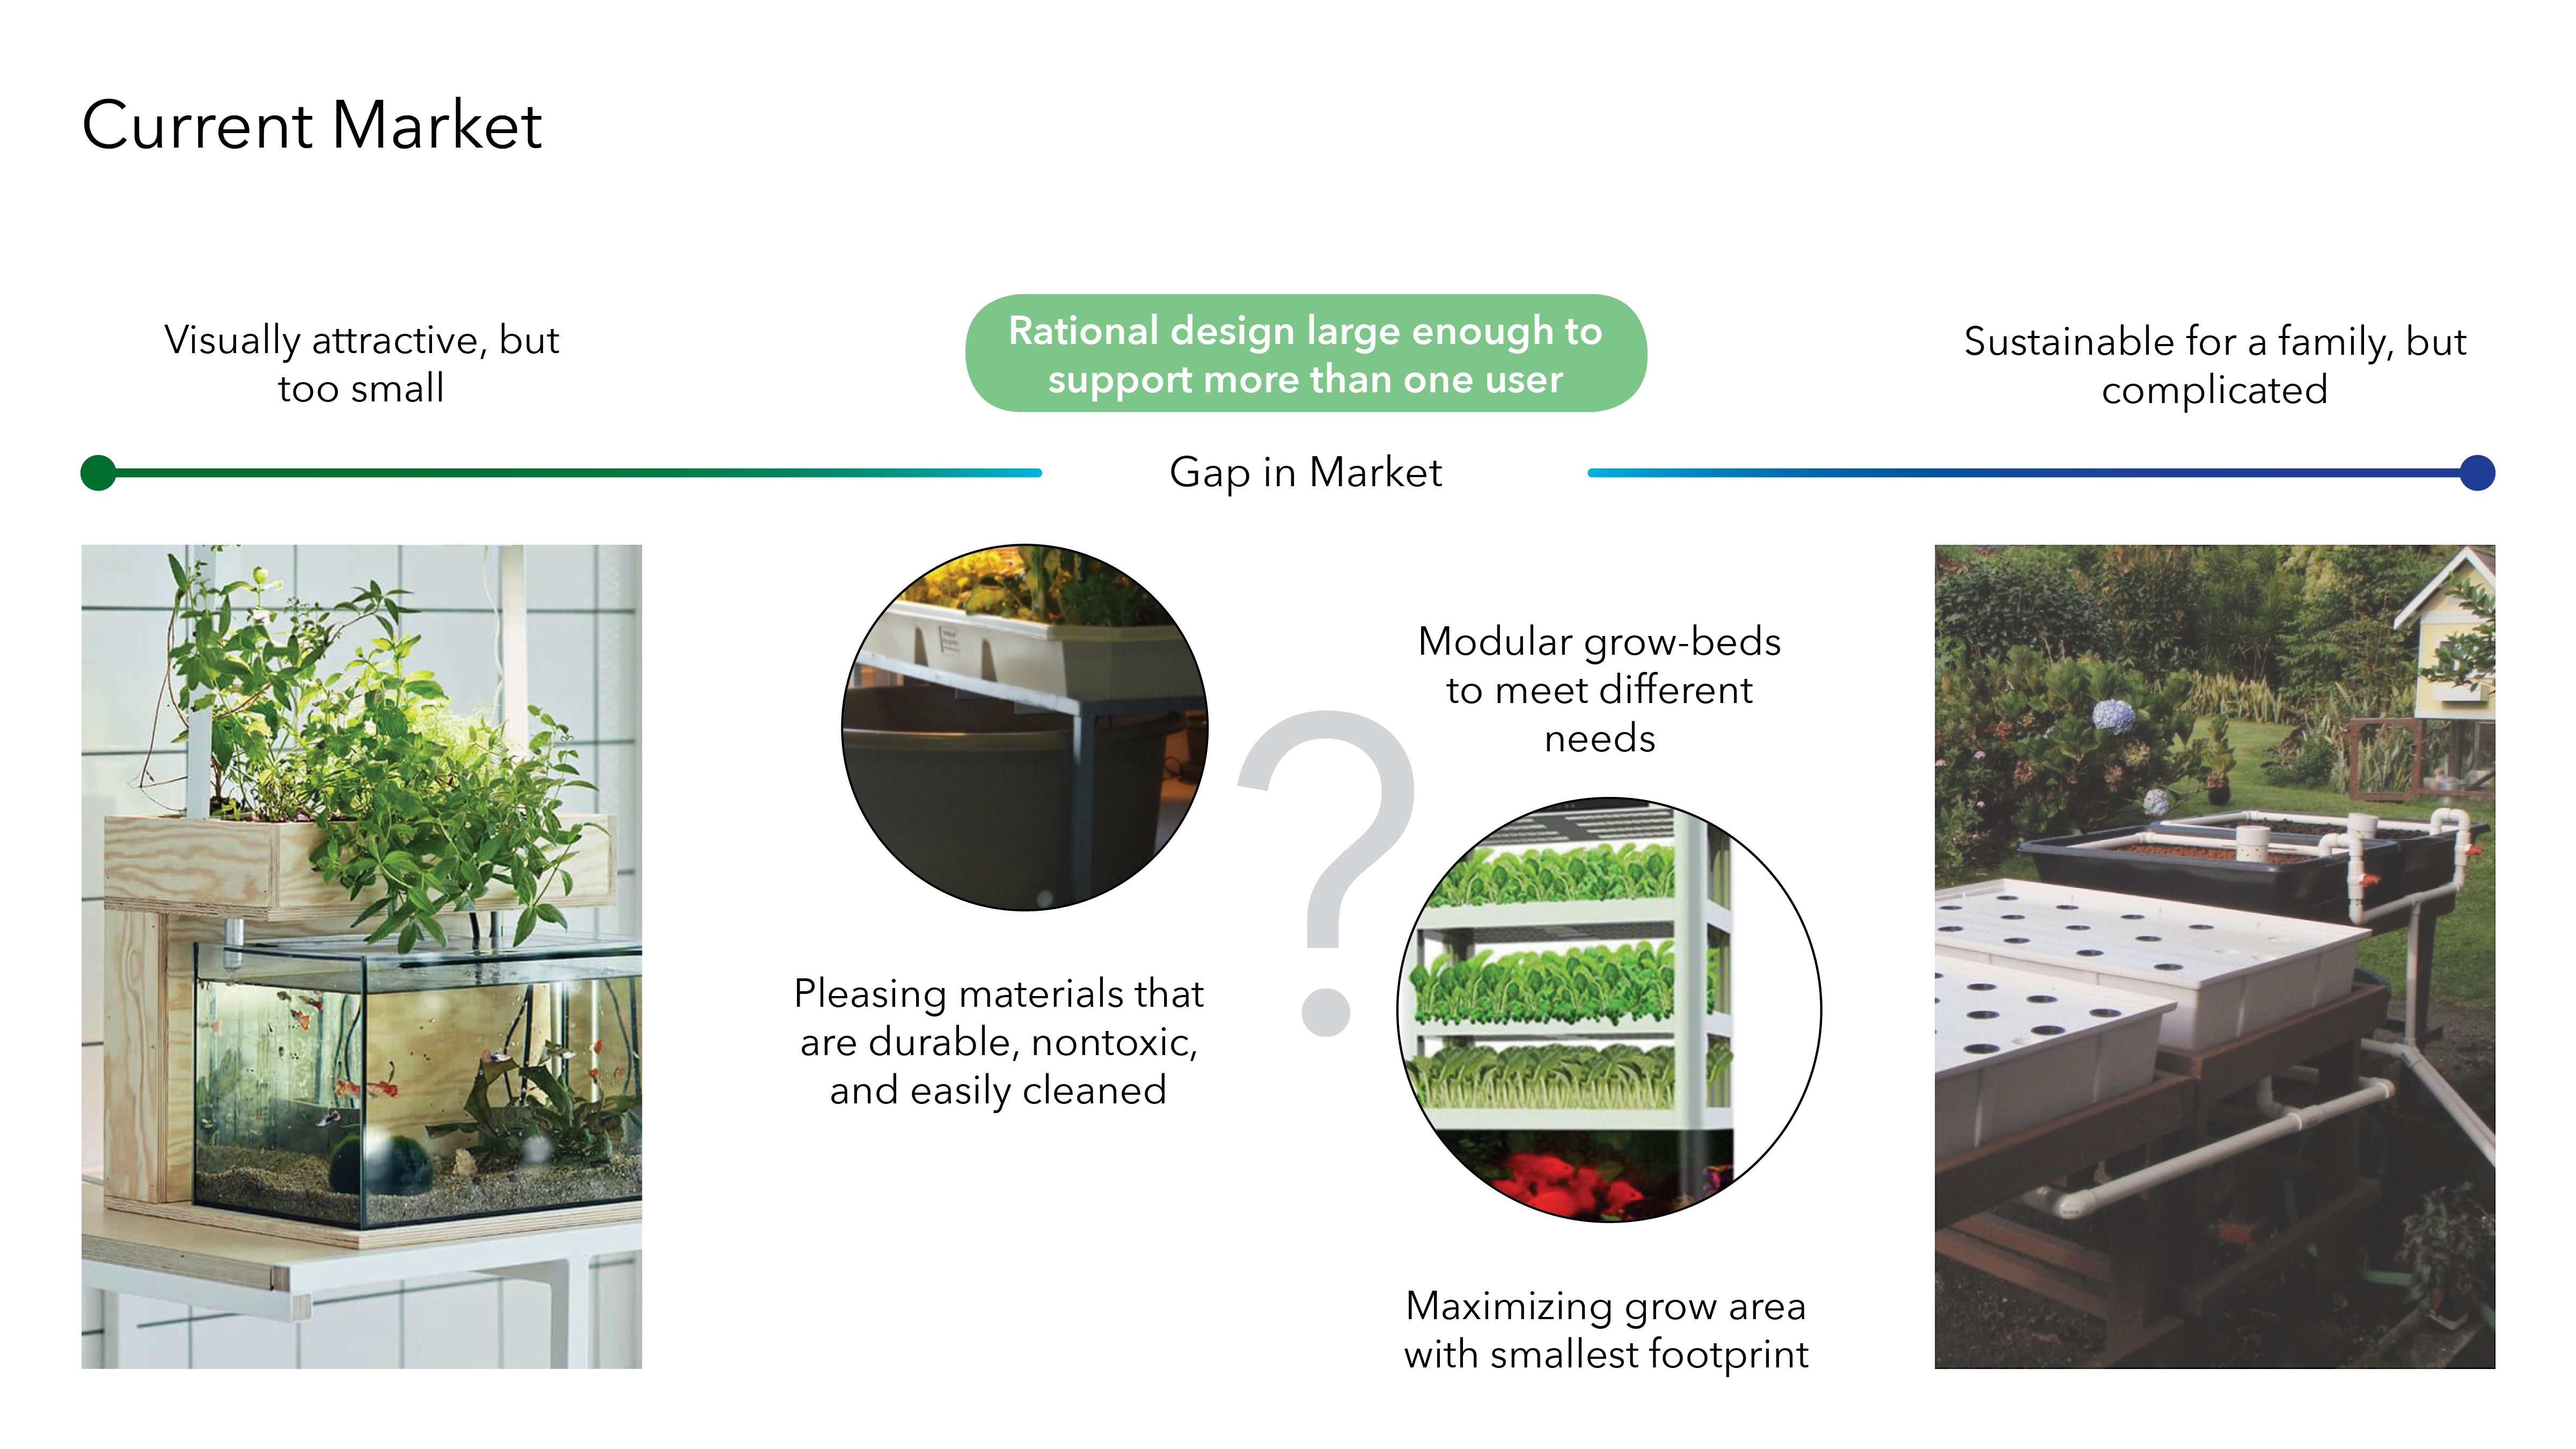 Current Market
Visually attractive, but
too small
Rational design large enough to
support more than one user
Sustainable for a family, but
complicated
Gap in Market
Modular grow-beds
to meet different
needs
?
Pleasing materials that
are durable, nontoxic,
and easily cleaned
Maximizing grow area
with smallest footprint